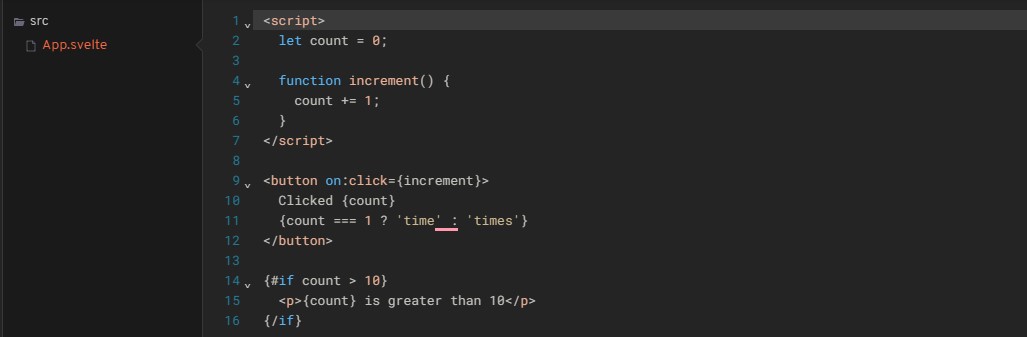 src
App.svelte
1 <script>
2   let count = 0;
3
4   function increment() {
5     count += 1;
6   }
7 </script>
8
9 <button on:click={increment}>
10   Clicked {count}
11   {count === 1 ? 'time' : 'times'}
12 </button>
13
14 {#if count > 10}
15   <p>{count} is greater than 10</p>
16 {/if}